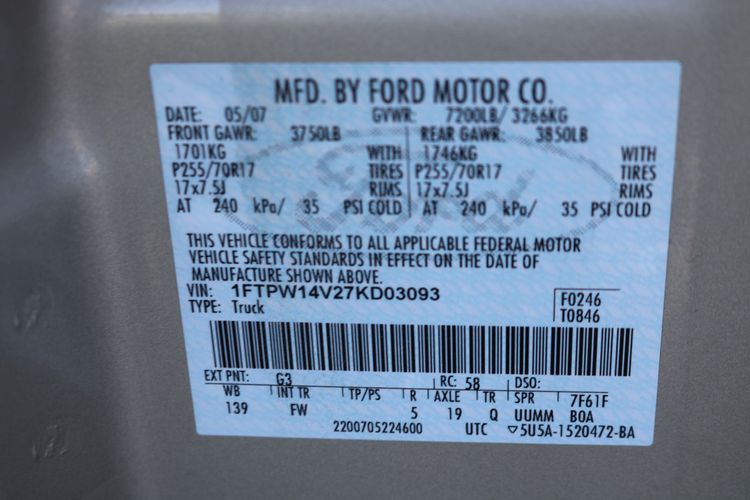 MFD. BY FORD MOTOR CO.
DATE: 05/07 GVWR: 7200LB/ 3266KG
FRONT GAWR: 3750LB REAR GAWR: 3850LB
1701KG WITH 1746KG WITH
P255/70R17 TIRES P255/70R17 TIRES
17x7.5J RIMS 17x7.5J RIMS
AT 240 kPa/ 35 PSI COLD AT 240 kPa/ 35 PSI COLD
THIS VEHICLE CONFORMS TO ALL APPLICABLE FEDERAL MOTOR
VEHICLE SAFETY STANDARDS IN EFFECT ON THE DATE OF
MANUFACTURE SHOWN ABOVE.
VIN: 1FTPW14V27KD03093 F0246
TYPE: Truck T0846
EXT PNT: G3 RC: 58 DSO:
WB INT TR TP/PS R AXLE TR SPR 7F61F
139 FW 5 19 Q UUMM BOA
2200705224600 UTC ▽5U5A-1520472-BA